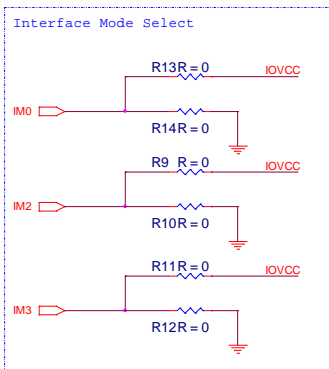 Interface Mode Select
R13R = 0
IOVCC
IM0
R14R = 0
R9 R = 0
IOVCC
IM2
R10R = 0
R11R = 0
IOVCC
IM3
R12R = 0